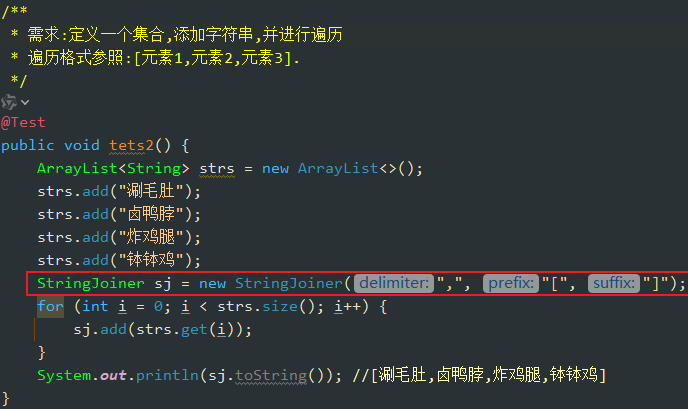 /**
 * 需求:定义一个集合,添加字符串,并进行遍历
 * 遍历格式参照:[元素1,元素2,元素3].
 */
@Test
public void tets2() {
    ArrayList<String> strs = new ArrayList<>();
    strs.add("涮毛肚");
    strs.add("卤鸭脖");
    strs.add("炸鸡腿");
    strs.add("钵钵鸡");
    StringJoiner sj = new StringJoiner(delimiter: ",", prefix: "[", suffix: "]");
    for (int i = 0; i < strs.size(); i++) {
        sj.add(strs.get(i));
    }
    System.out.println(sj.toString()); //[涮毛肚,卤鸭脖,炸鸡腿,钵钵鸡]
}